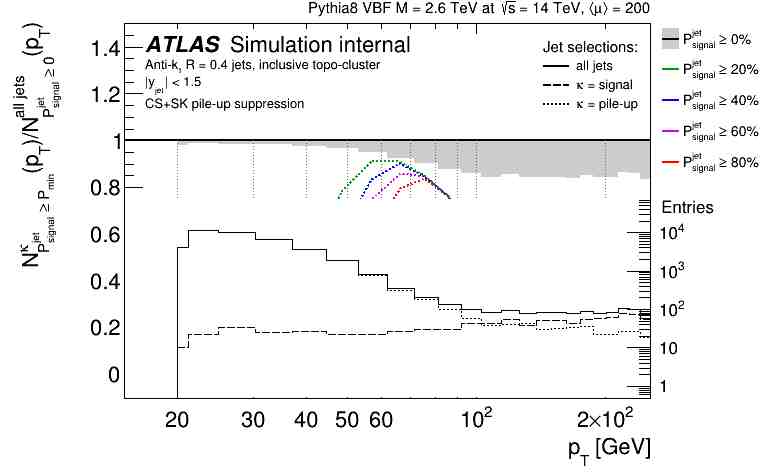 Pythia8 VBF M = 2.6 TeV at √s = 14 TeV, ⟨μ⟩ = 200
ATLAS Simulation internal
Anti-k_t R = 0.4 jets, inclusive topo-cluster
|y_jet| < 1.5
CS+SK pile-up suppression
Jet selections:
all jets
κ = signal
κ = pile-up
P^jet_signal ≥ 0%
P^jet_signal ≥ 20%
P^jet_signal ≥ 40%
P^jet_signal ≥ 60%
P^jet_signal ≥ 80%
N^κ_{P^jet_signal ≥ P_min}(p_T)/N^{all jets}_{P^jet_signal ≥ 0}(p_T)
1.4
1.2
1
0.8
0.6
0.4
0.2
0
Entries
10^4
10^3
10^2
10
1
20 30 40 50 60 10^2 2×10^2
p_T [GeV]